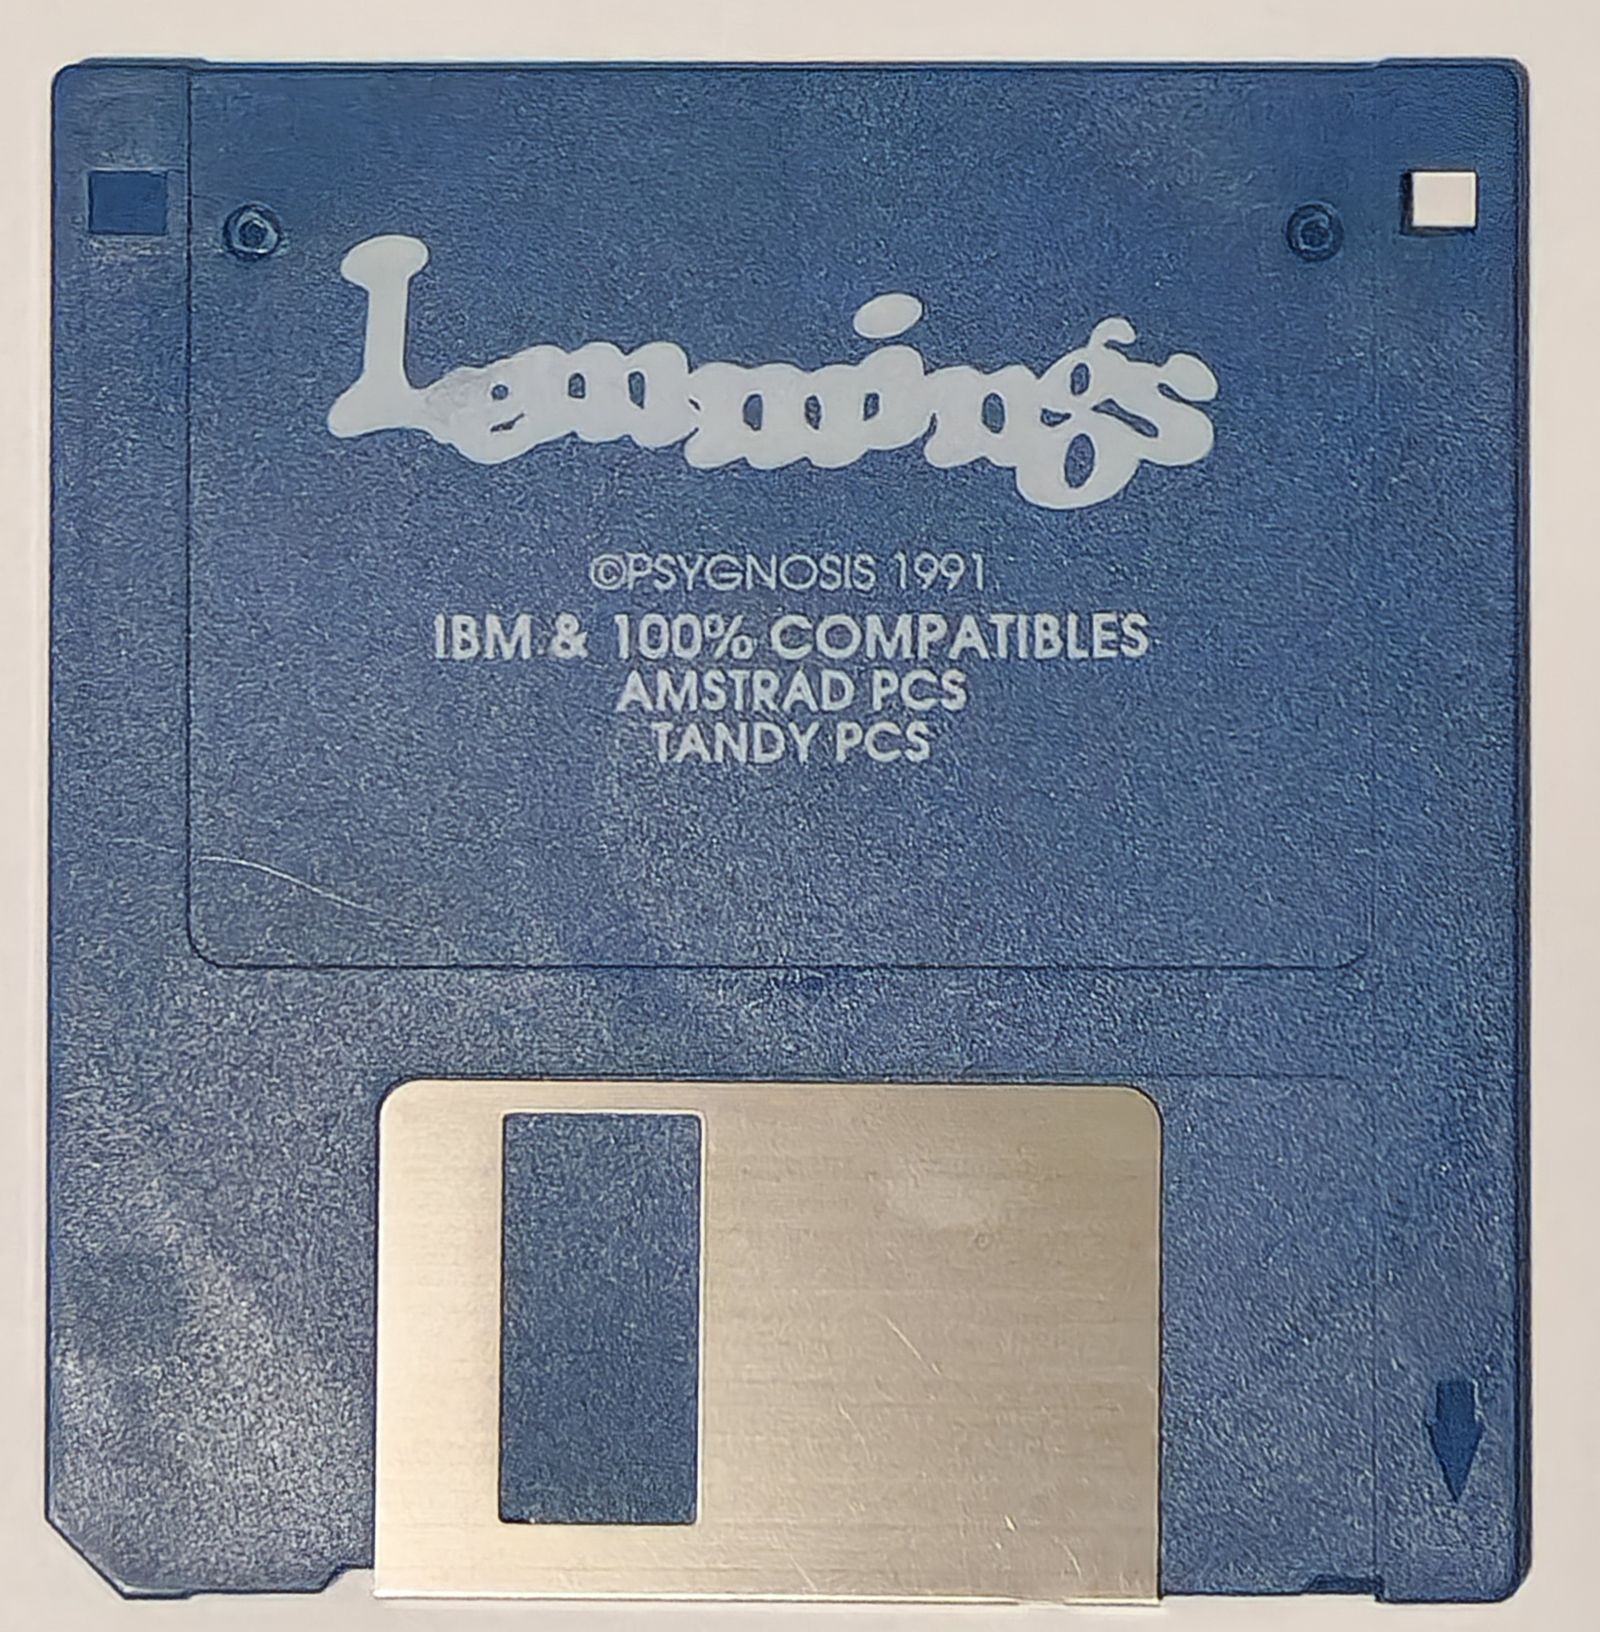 Lemmings
©PSYGNOSIS 1991
IBM & 100% COMPATIBLES
AMSTRAD PCS
TANDY PCS